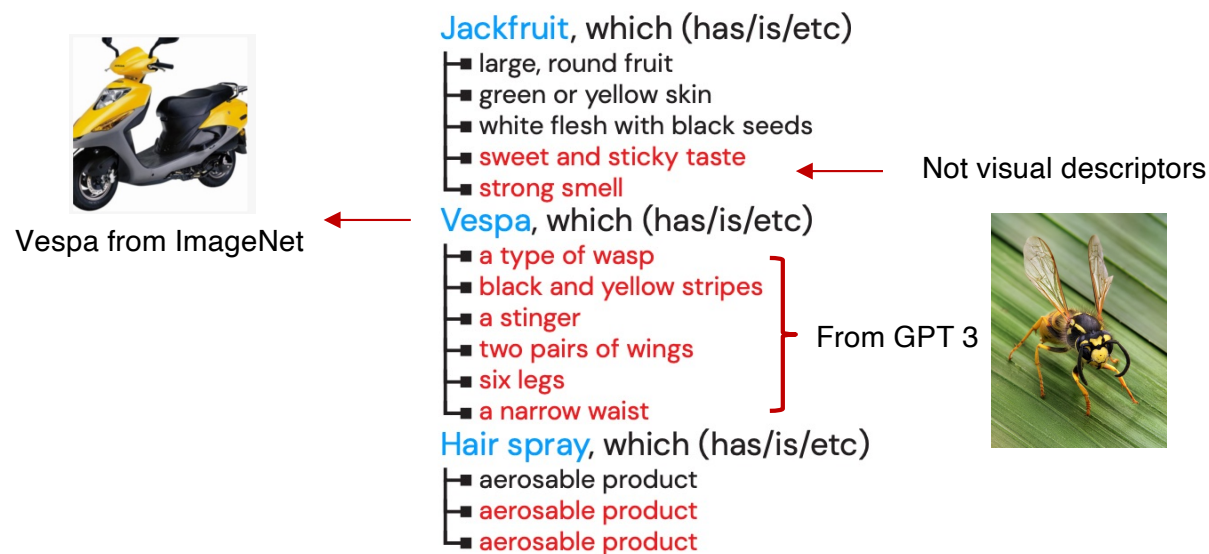 Jackfruit, which (has/is/etc)
large, round fruit
green or yellow skin
white flesh with black seeds
sweet and sticky taste
strong smell
Not visual descriptors
Vespa, which (has/is/etc)
Vespa from ImageNet
a type of wasp
black and yellow stripes
a stinger
two pairs of wings
six legs
a narrow waist
From GPT 3
Hair spray, which (has/is/etc)
aerosable product
aerosable product
aerosable product